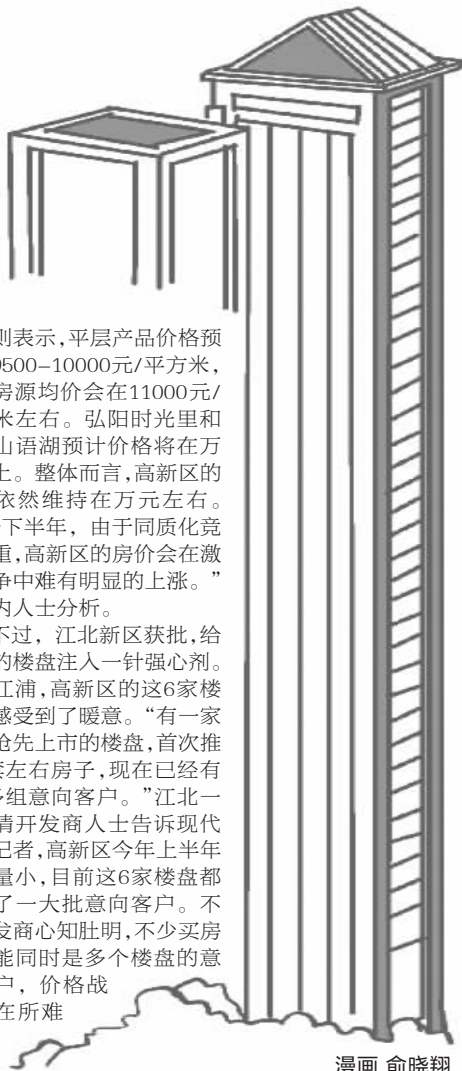 则表示,平层产品价格预
9500-10000元/平方米,
房源均价会在11000元/
米左右。弘阳时光里和
山语湖预计价格将在万
上。整体而言,高新区的
依然维持在万元左右。
下半年,由于同质化竞
重,高新区的房价会在激
争中难有明显的上涨。”
内人士分析。
不过,江北新区获批,给
的楼盘注入一针强心剂。
江浦,高新区的这6家楼
感受到了暖意。“有一家
抢先上市的楼盘,首次推
套左右房子,现在已经有
多组意向客户。”江北一
情开发商人士告诉现代
记者,高新区今年上半年
量小,目前这6家楼盘都
了一大批意向客户。不
发商心知肚明,不少买房
能同时是多个楼盘的意
户,价格战
在所难
漫画 俞晓翔